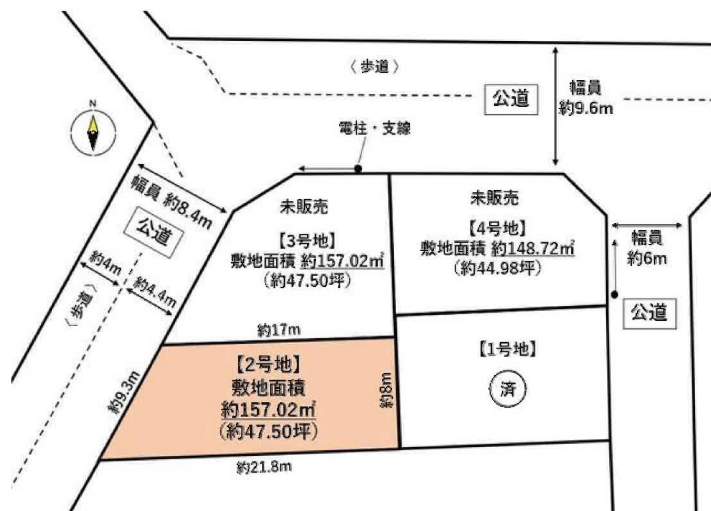 〈 歩道 〉
公道
幅員
約9.6m
N
電柱・支線
幅員 約8.4m
公道
約4m
約4.4m
〈歩道〉
未販売
【3号地】
敷地面積 約157.02㎡
(約47.50坪)
未販売
【4号地】
敷地面積 約148.72㎡
(約44.98坪)
幅員
約6m
公道
約17m
【1号地】
済
【2号地】
敷地面積
約157.02㎡
(約47.50坪)
約8m
約9.3m
約21.8m